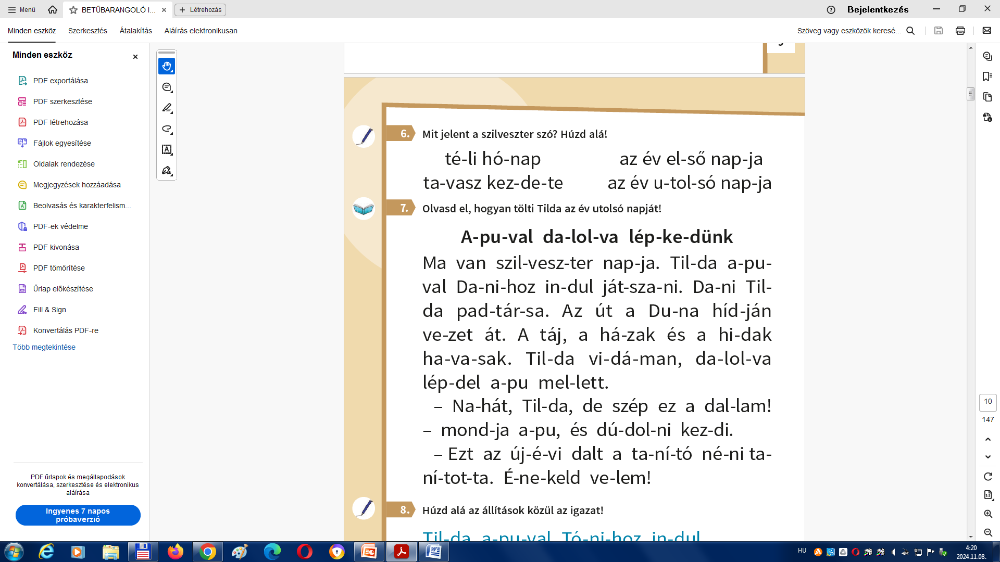 Menü
BETŰBARANGOLÓ I...
Létrehozás
Bejelentkezés
Minden eszköz
Szerkesztés
Átalakítás
Aláírás elektronikusan
Szöveg vagy eszközök keresé...
Minden eszköz
PDF exportálása
PDF szerkesztése
PDF létrehozása
Fájlok egyesítése
Oldalak rendezése
Megjegyzések hozzáadása
Beolvasás és karakterfelism...
PDF-ek védelme
PDF kivonása
PDF tömörítése
Űrlap előkészítése
Fill & Sign
Konvertálás PDF-re
Több megtekintése
PDF űrlapok és megállapodások
konvertálása, szerkesztése és elektronikus
aláírása
Ingyenes 7 napos
próbaverzió
6. Mit jelent a szilveszter szó? Húzd alá!
té-li hó-nap az év el-ső nap-ja
ta-vasz kez-de-te az év u-tol-só nap-ja
7. Olvasd el, hogyan tölti Tilda az év utolsó napját!
A-pu-val da-lol-va lép-ke-dünk
Ma van szil-vesz-ter nap-ja. Til-da a-pu-
val Da-ni-hoz in-dul ját-sza-ni. Da-ni Til-
da pad-tár-sa. Az út a Du-na híd-ján
ve-zet át. A táj, a há-zak és a hi-dak
ha-va-sak. Til-da vi-dá-man, da-lol-va
lép-del a-pu mel-lett.
– Na-hát, Til-da, de szép ez a dal-lam!
– mond-ja a-pu, és dú-dol-ni kez-di.
– Ezt az új-é-vi dalt a ta-ní-tó né-ni ta-
ní-tot-ta. É-ne-keld ve-lem!
8. Húzd alá az állítások közül az igazat!
Til-da a-pu-val Tó-ni-hoz in-dul
10
147
HU
4:20
2024.11.08.